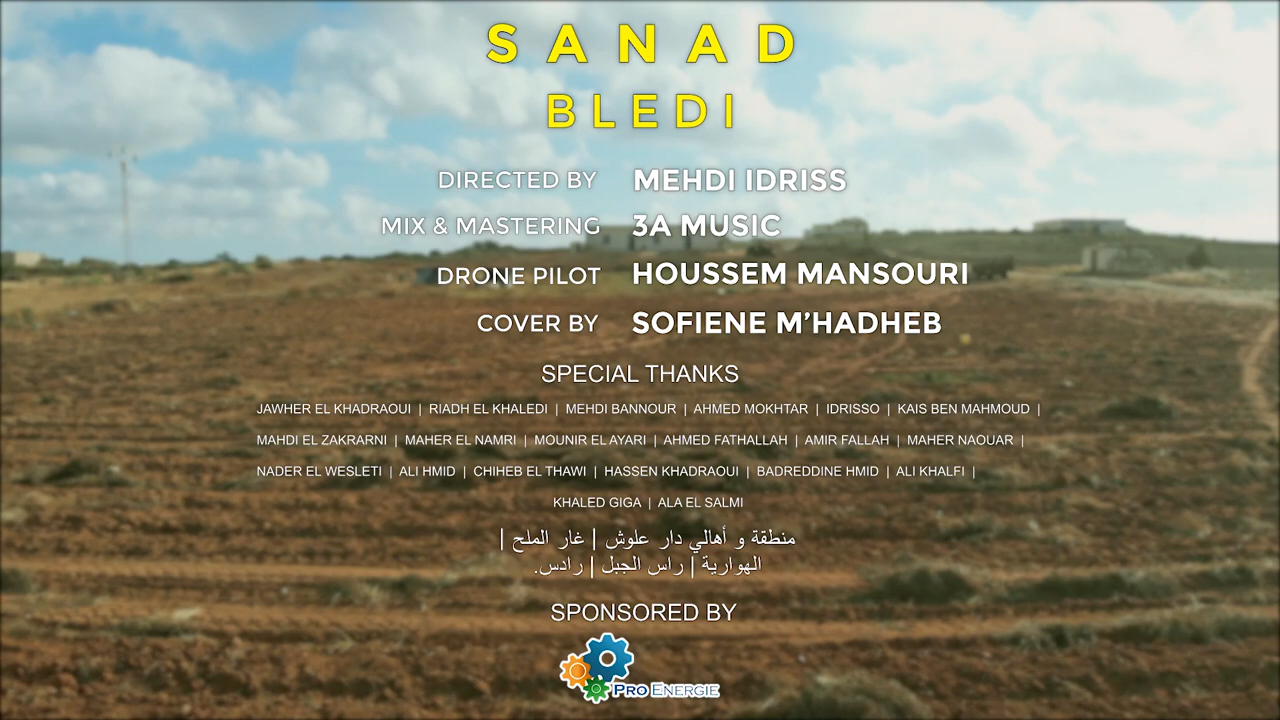 SANAD
BLEDI
DIRECTED BY MEHDI IDRISS
MIX & MASTERING 3A MUSIC
DRONE PILOT HOUSSEM MANSOURI
COVER BY SOFIENE M’HADHEB
SPECIAL THANKS
JAWHER EL KHADRAOUI | RIADH EL KHALEDI | MEHDI BANNOUR | AHMED MOKHTAR | IDRISSO | KAIS BEN MAHMOUD |
MAHDI EL ZAKRARNI | MAHER EL NAMRI | MOUNIR EL AYARI | AHMED FATHALLAH | AMIR FALLAH | MAHER NAOUAR |
NADER EL WESLETI | ALI HMID | CHIHEB EL THAWI | HASSEN KHADRAOUI | BADREDDINE HMID | ALI KHALFI |
KHALED GIGA | ALA EL SALMI
منطقة و أهالي دار علوش | غار الملح |
الهوارية | راس الجبل | رادس.
SPONSORED BY
PRO ENERGIE